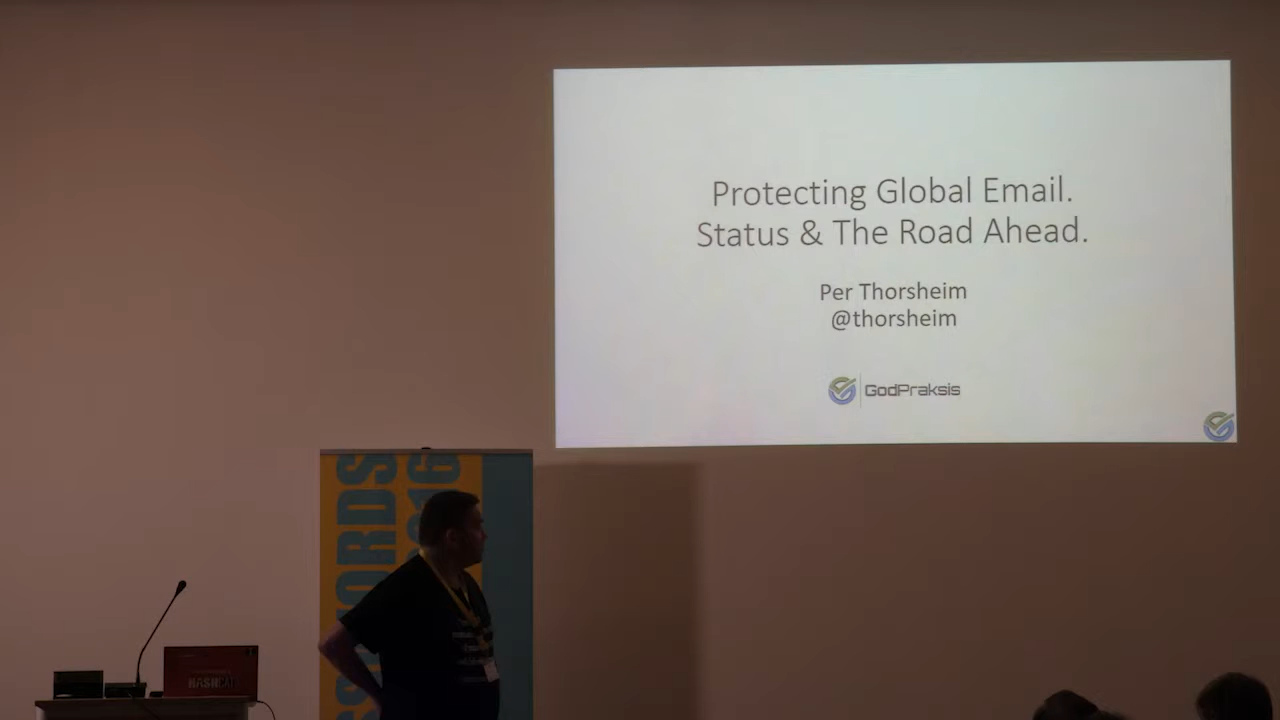 Protecting Global Email.
Status & The Road Ahead.
Per Thorsheim
@thorsheim
GodPraksis